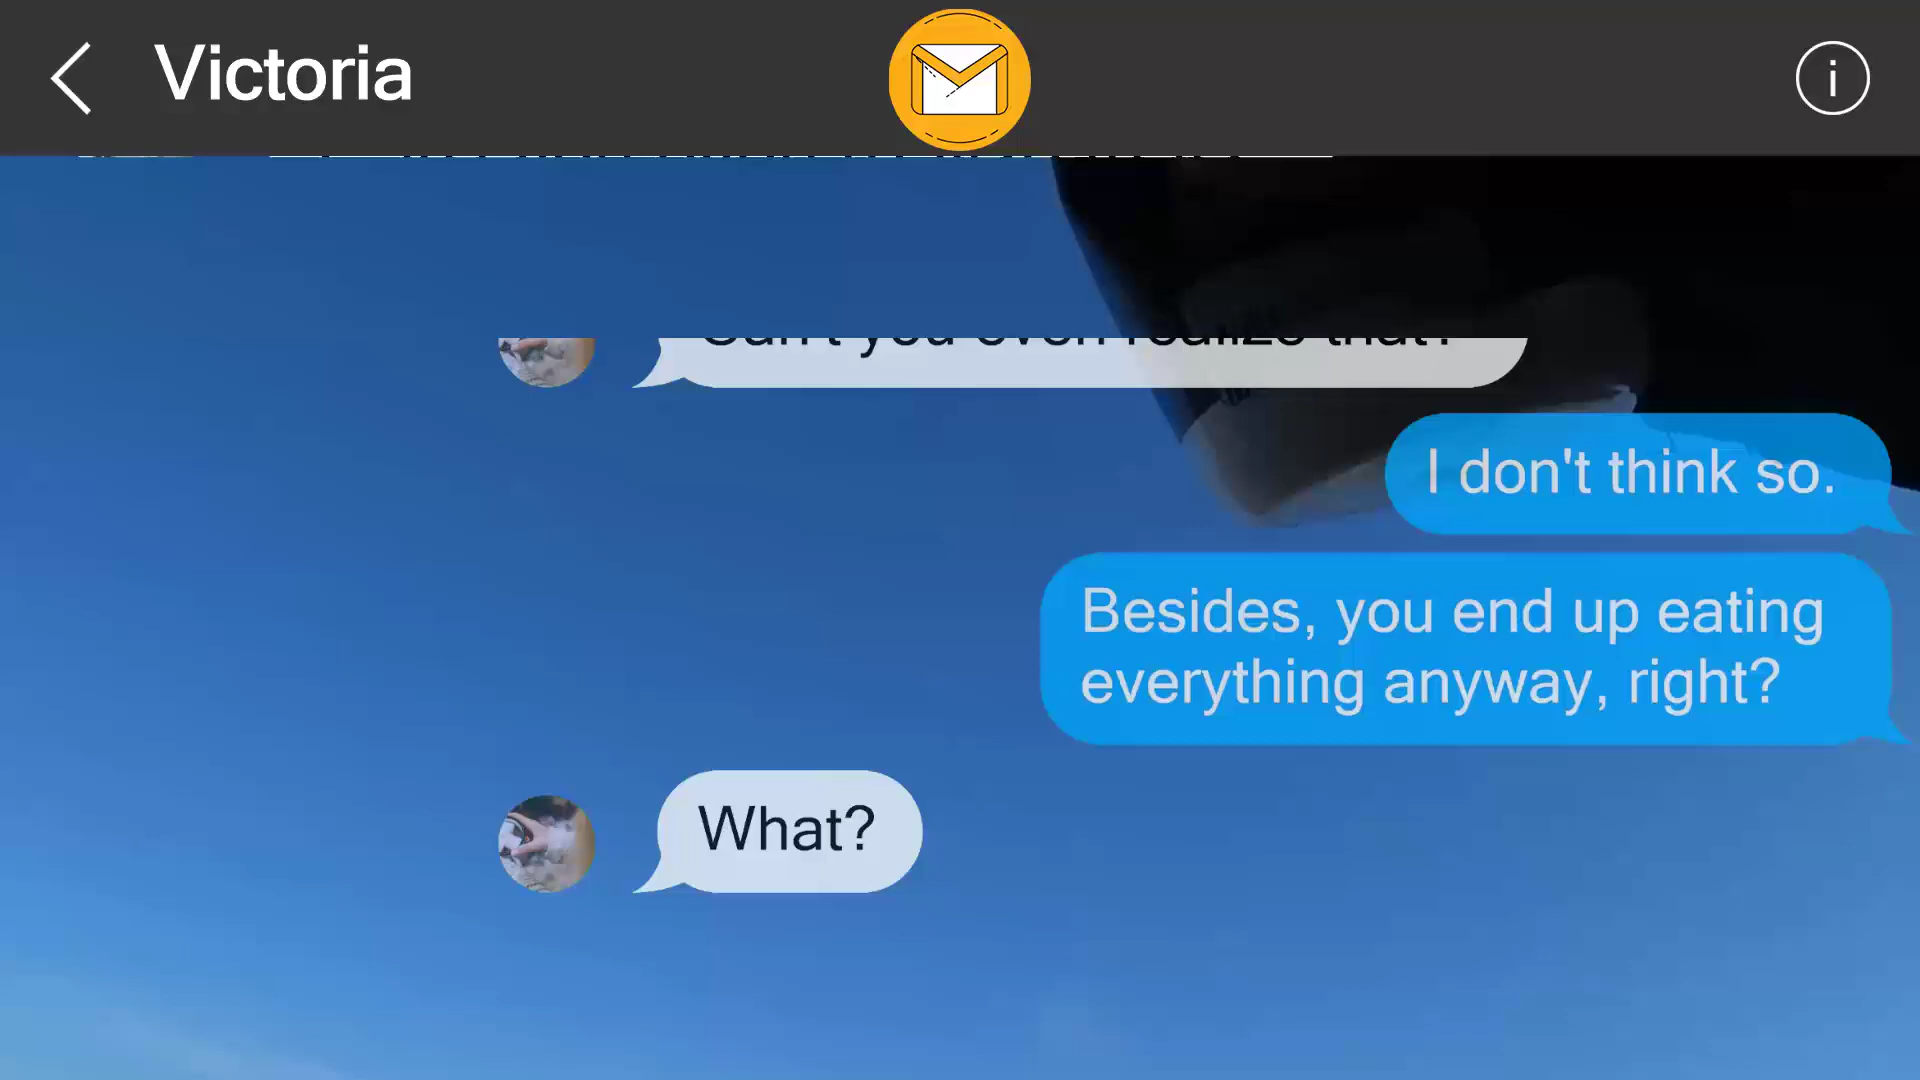 Victoria
i
Can't you even realize that?
I don't think so.
Besides, you end up eating
everything anyway, right?
What?